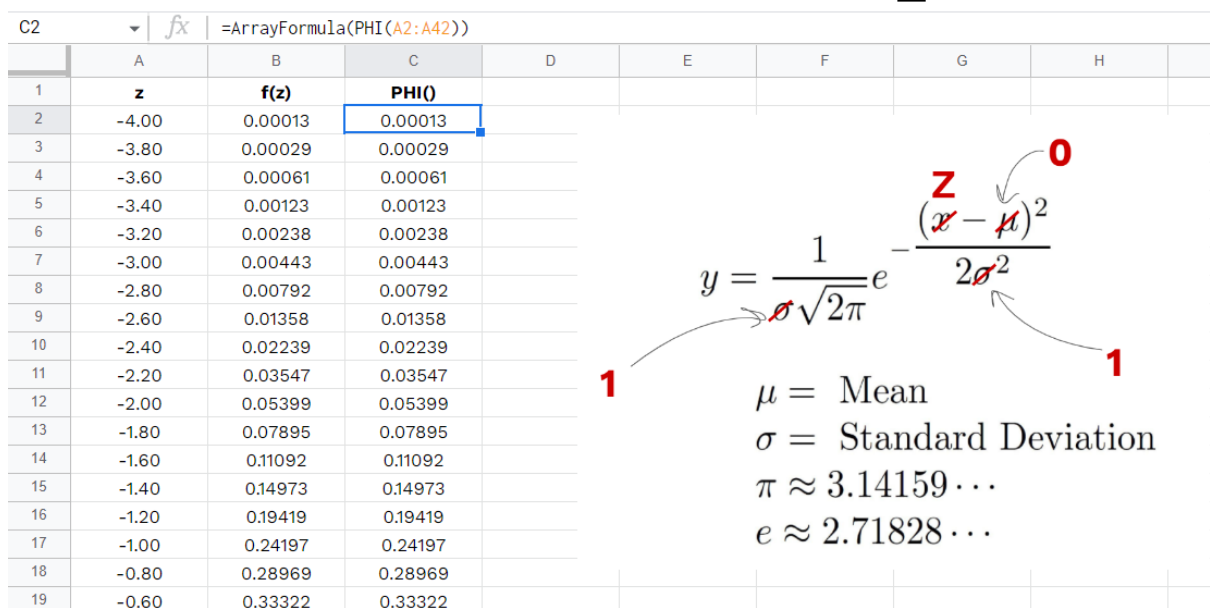 C2 fx =ArrayFormula(PHI(A2:A42))
A B C D E F G H
1 z f(z) PHI()
2 -4.00 0.00013 0.00013
3 -3.80 0.00029 0.00029
4 -3.60 0.00061 0.00061
5 -3.40 0.00123 0.00123
6 -3.20 0.00238 0.00238
7 -3.00 0.00443 0.00443
8 -2.80 0.00792 0.00792
9 -2.60 0.01358 0.01358
10 -2.40 0.02239 0.02239
11 -2.20 0.03547 0.03547
12 -2.00 0.05399 0.05399
13 -1.80 0.07895 0.07895
14 -1.60 0.11092 0.11092
15 -1.40 0.14973 0.14973
16 -1.20 0.19419 0.19419
17 -1.00 0.24197 0.24197
18 -0.80 0.28969 0.28969
19 -0.60 0.33322 0.33322
0
z
y = 1/(σ√2π) e^(-(x - μ)²/(2σ²))
1
1
μ = Mean
σ = Standard Deviation
π ≈ 3.14159···
e ≈ 2.71828···